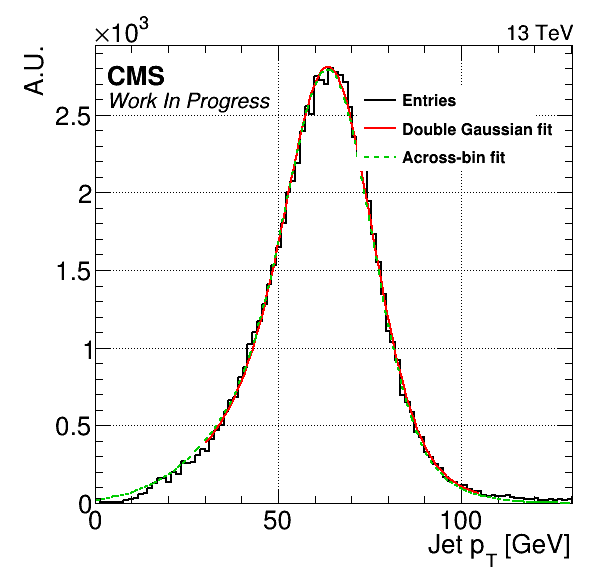 ×10³
13 TeV
A.U.
CMS
Work In Progress
Entries
Double Gaussian fit
Across-bin fit
2.5
2
1.5
1
0.5
0
0 50 100
Jet p_T [GeV]